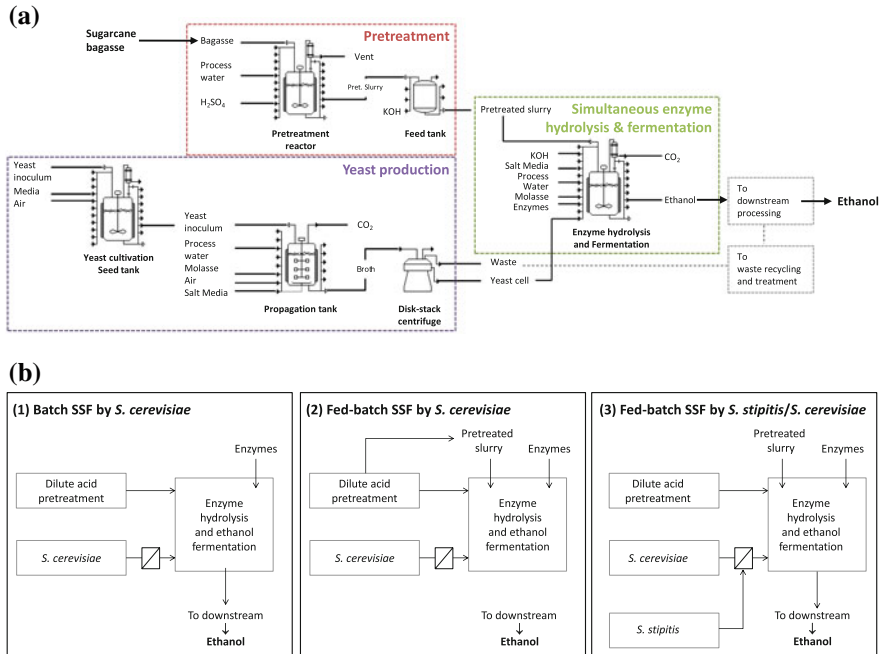 (a)
Sugarcane
bagasse
Pretreatment
Bagasse
Process
water
H2SO4
Vent
Pret. Slurry
KOH
Pretreatment
reactor
Feed tank
Simultaneous enzyme
hydrolysis & fermentation
Pretreated slurry
KOH
Salt Media
Process
Water
Molasse
Enzymes
CO2
Ethanol
Enzyme hydrolysis
and Fermentation
To
downstream
processing
Ethanol
To
waste recycling
and treatment
Yeast production
Yeast
inoculum
Media
Air
Yeast cultivation
Seed tank
Yeast
inoculum
Process
water
Molasse
Air
Salt Media
CO2
Broth
Propagation tank
Disk-stack
centrifuge
Waste
Yeast cell
(b)
(1) Batch SSF by S. cerevisiae
Enzymes
Dilute acid
pretreatment
Enzyme
hydrolysis
and ethanol
fermentation
S. cerevisiae
To downstream
Ethanol
(2) Fed-batch SSF by S. cerevisiae
Pretreated
slurry
Enzymes
Dilute acid
pretreatment
Enzyme
hydrolysis
and ethanol
fermentation
S. cerevisiae
To downstream
Ethanol
(3) Fed-batch SSF by S. stipitis/S. cerevisiae
Pretreated
slurry
Enzymes
Dilute acid
pretreatment
Enzyme
hydrolysis
and ethanol
fermentation
S. cerevisiae
S. stipitis
To downstream
Ethanol